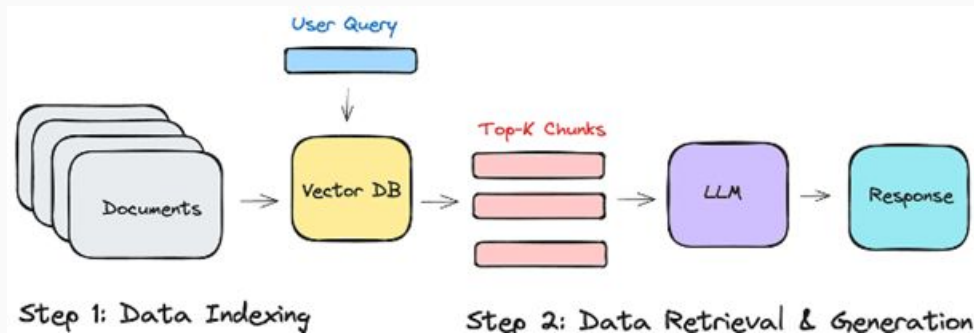 User Query
Top-K Chunks
Documents
Vector DB
LLM
Response
Step 1: Data Indexing
Step 2: Data Retrieval & Generation